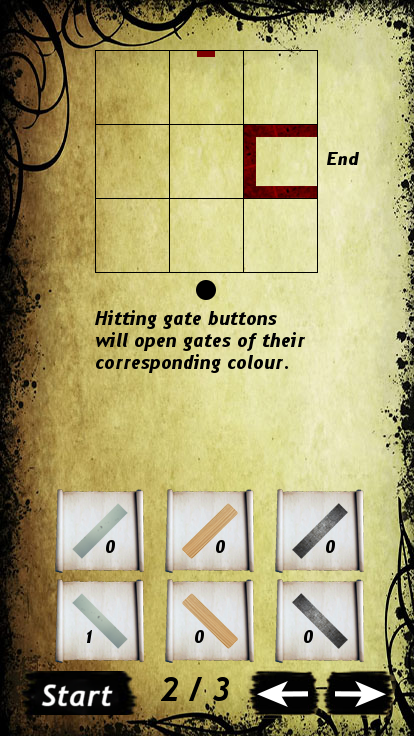 End
Hitting gate buttons
will open gates of their
corresponding colour.
0
0
0
1
0
0
Start
2 / 3